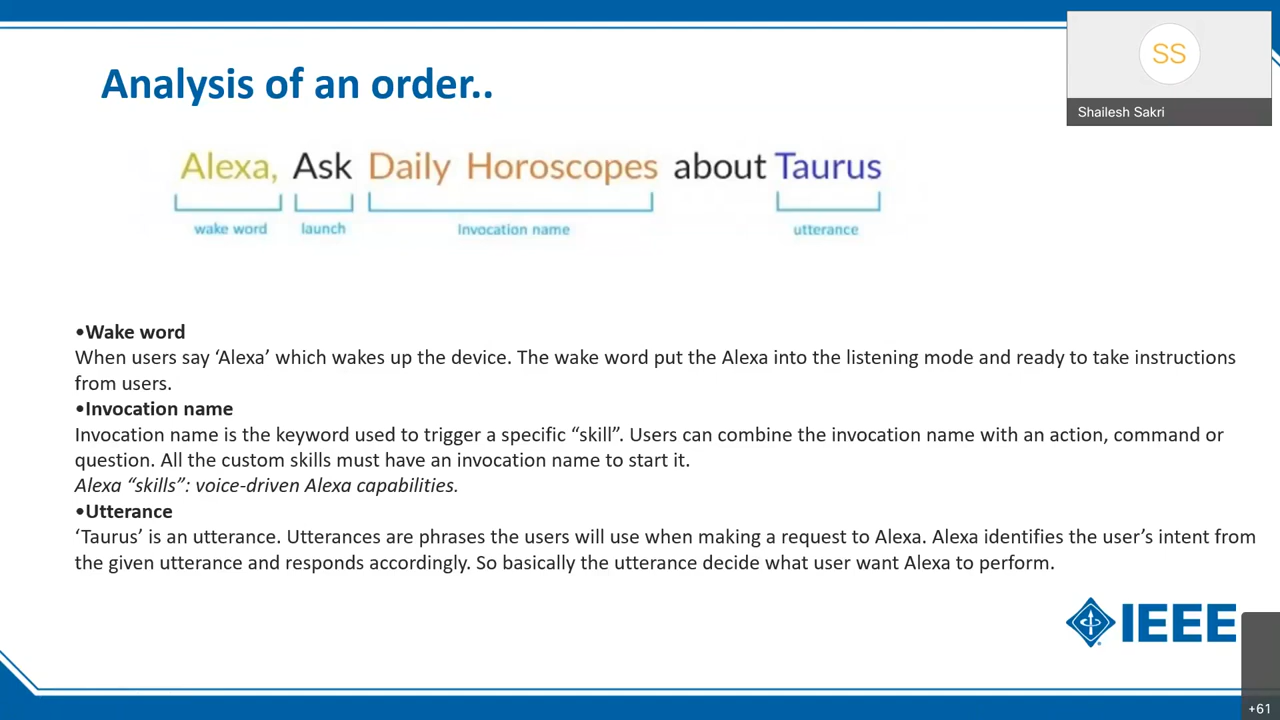 SS
Shailesh Sakri
Analysis of an order..
Alexa, Ask Daily Horoscopes about Taurus
wake word launch Invocation name utterance
•Wake word
When users say ‘Alexa’ which wakes up the device. The wake word put the Alexa into the listening mode and ready to take instructions
from users.
•Invocation name
Invocation name is the keyword used to trigger a specific “skill”. Users can combine the invocation name with an action, command or
question. All the custom skills must have an invocation name to start it.
Alexa “skills”: voice-driven Alexa capabilities.
•Utterance
‘Taurus’ is an utterance. Utterances are phrases the users will use when making a request to Alexa. Alexa identifies the user’s intent from
the given utterance and responds accordingly. So basically the utterance decide what user want Alexa to perform.
IEEE
+61